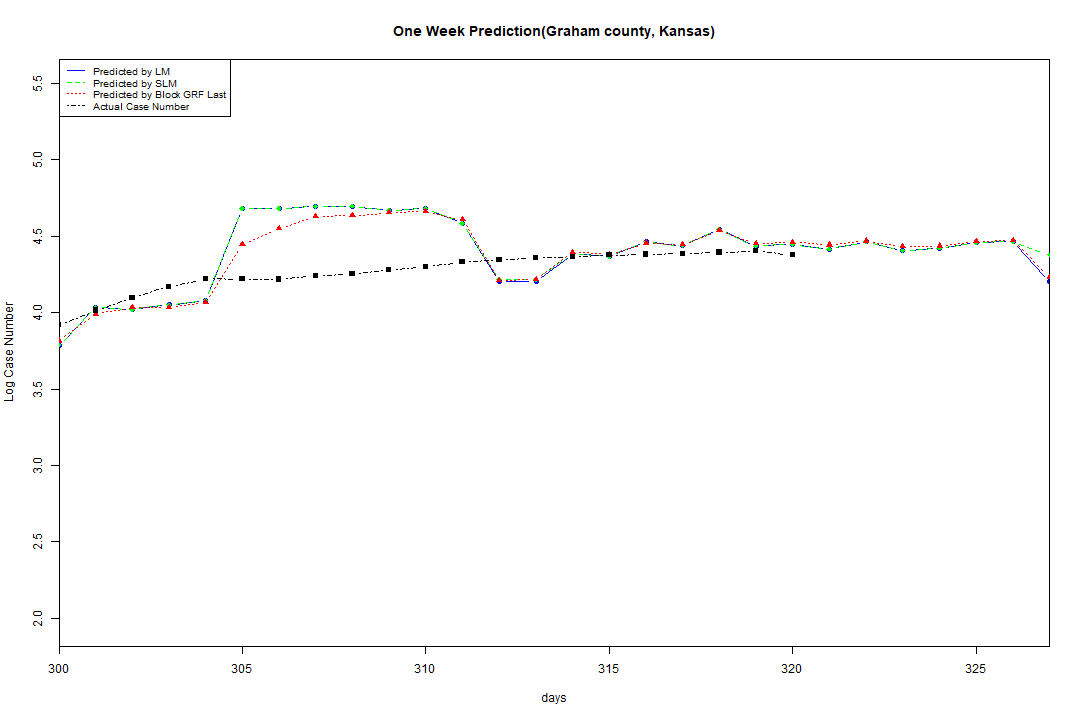 One Week Prediction(Graham county, Kansas)
Predicted by LM
Predicted by SLM
Predicted by Block GRF Last
Actual Case Number
5.5
5.0
4.5
4.0
3.5
3.0
2.5
2.0
Log Case Number
300 305 310 315 320 325
days